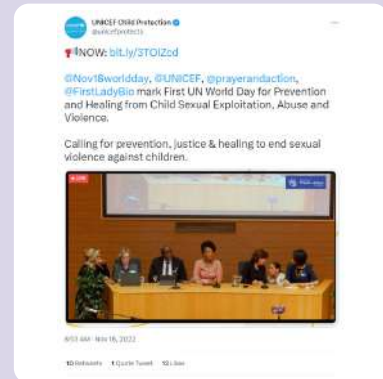 UNICEF Child Protection
@unicefprotects
NOW: bit.ly/3TOiZcd
@Nov18worldday, @UNICEF, @prayerandaction,
@FirstLadyBio mark First UN World Day for Prevention
and Healing from Child Sexual Exploitation, Abuse and
Violence.
Calling for prevention, justice & healing to end sexual
violence against children.
LIVE
8:53 AM · Nov 18, 2022
10 Retweets 1 Quote Tweet 12 Likes